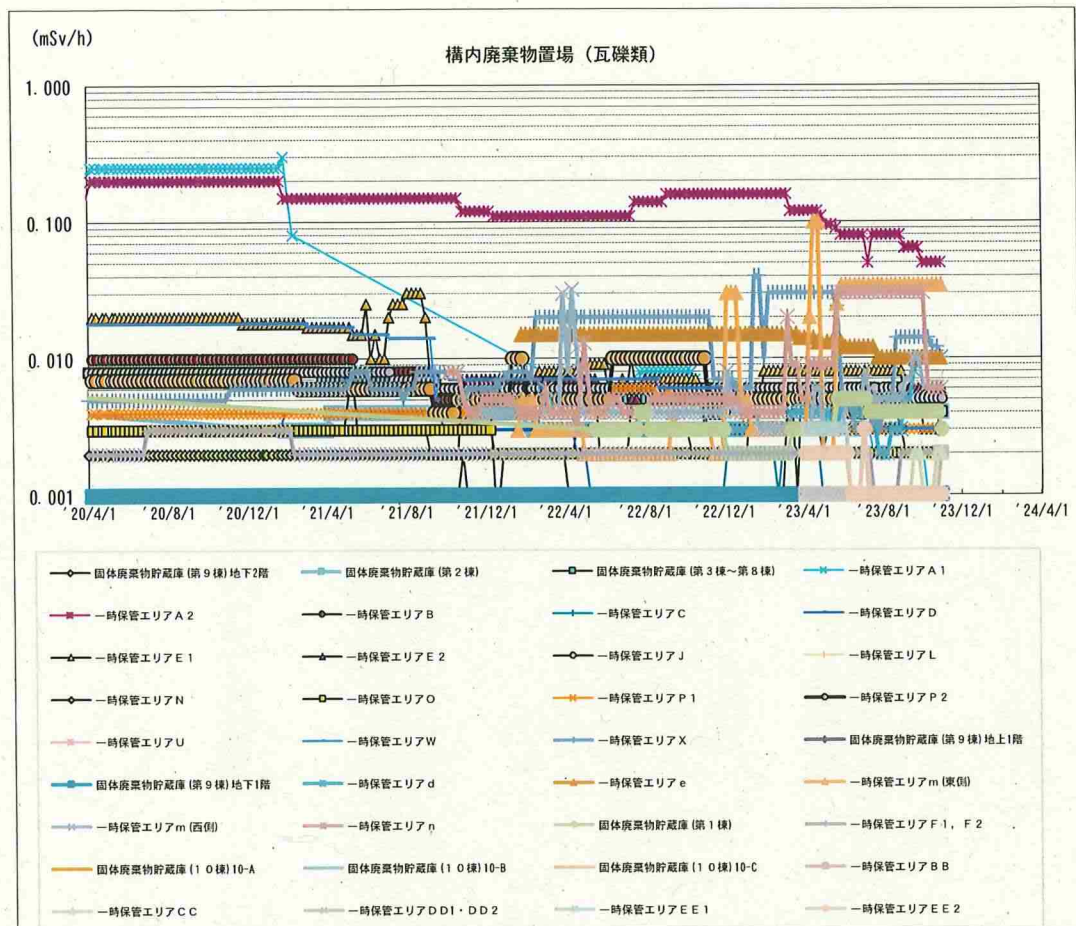 (mSv/h)
構内廃棄物置場（瓦礫類）
1.000
0.100
0.010
0.001
'20/4/1 '20/8/1 '20/12/1 '21/4/1 '21/8/1 '21/12/1 '22/4/1 '22/8/1 '22/12/1 '23/4/1 '23/8/1 '23/12/1 '24/4/1
固体廃棄物貯蔵庫(第9棟)地下2階 固体廃棄物貯蔵庫(第2棟) 固体廃棄物貯蔵庫(第3棟～第8棟) 一時保管エリアA1
一時保管エリアA2 一時保管エリアB 一時保管エリアC 一時保管エリアD
一時保管エリアE1 一時保管エリアE2 一時保管エリアJ 一時保管エリアL
一時保管エリアN 一時保管エリアO 一時保管エリアP1 一時保管エリアP2
一時保管エリアU 一時保管エリアW 一時保管エリアX 固体廃棄物貯蔵庫(第9棟)地上1階
固体廃棄物貯蔵庫(第9棟)地下1階 一時保管エリアd 一時保管エリアe 一時保管エリアm(東側)
一時保管エリアm(西側) 一時保管エリアn 固体廃棄物貯蔵庫(第1棟) 一時保管エリアF1，F2
固体廃棄物貯蔵庫(10棟)10-A 固体廃棄物貯蔵庫(10棟)10-B 固体廃棄物貯蔵庫(10棟)10-C 一時保管エリアBB
一時保管エリアCC 一時保管エリアDD1・DD2 一時保管エリアEE1 一時保管エリアEE2